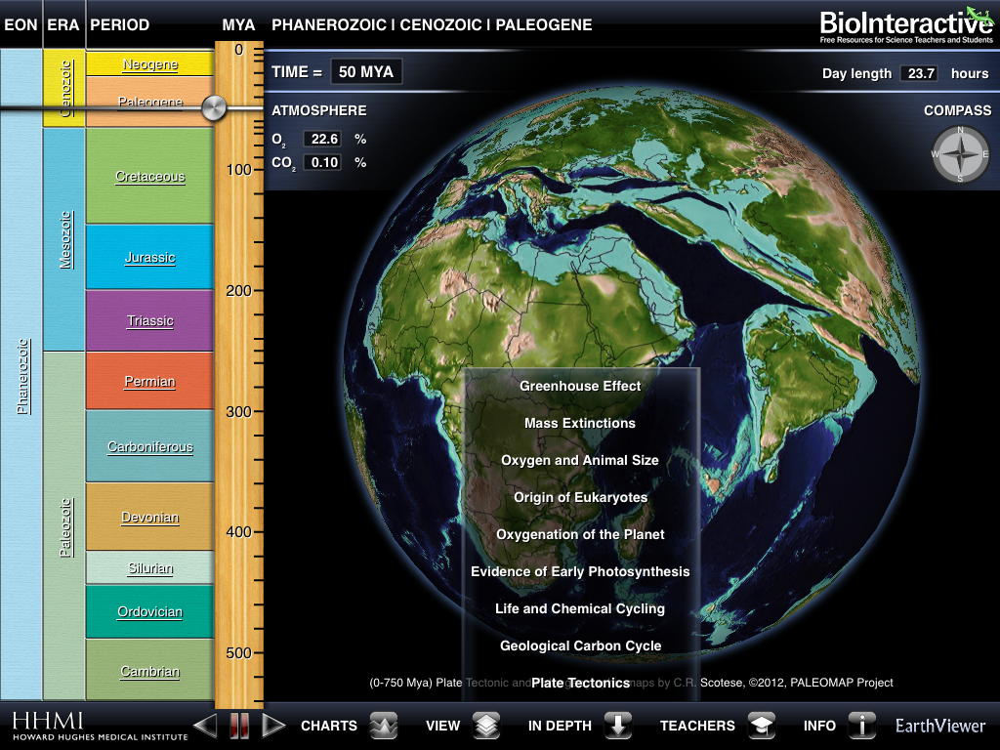 EON ERA PERIOD MYA PHANEROZOIC | CENOZOIC | PALEOGENE
BioInteractive
Free Resources for Science Teachers and Students
TIME = 50 MYA
Day length 23.7 hours
ATMOSPHERE
O2 22.6 %
CO2 0.10 %
COMPASS
N
W E
S
Phanerozoic
Cenozoic
Mesozoic
Paleozoic
Neogene
Paleogene
Cretaceous
Jurassic
Triassic
Permian
Carboniferous
Devonian
Silurian
Ordovician
Cambrian
0
100
200
300
400
500
Greenhouse Effect
Mass Extinctions
Oxygen and Animal Size
Origin of Eukaryotes
Oxygenation of the Planet
Evidence of Early Photosynthesis
Life and Chemical Cycling
Geological Carbon Cycle
Plate Tectonics
(0-750 Mya) Plate Tectonic and maps by C.R. Scotese, ©2012, PALEOMAP Project
HHMI
HOWARD HUGHES MEDICAL INSTITUTE
CHARTS VIEW IN DEPTH TEACHERS INFO EarthViewer